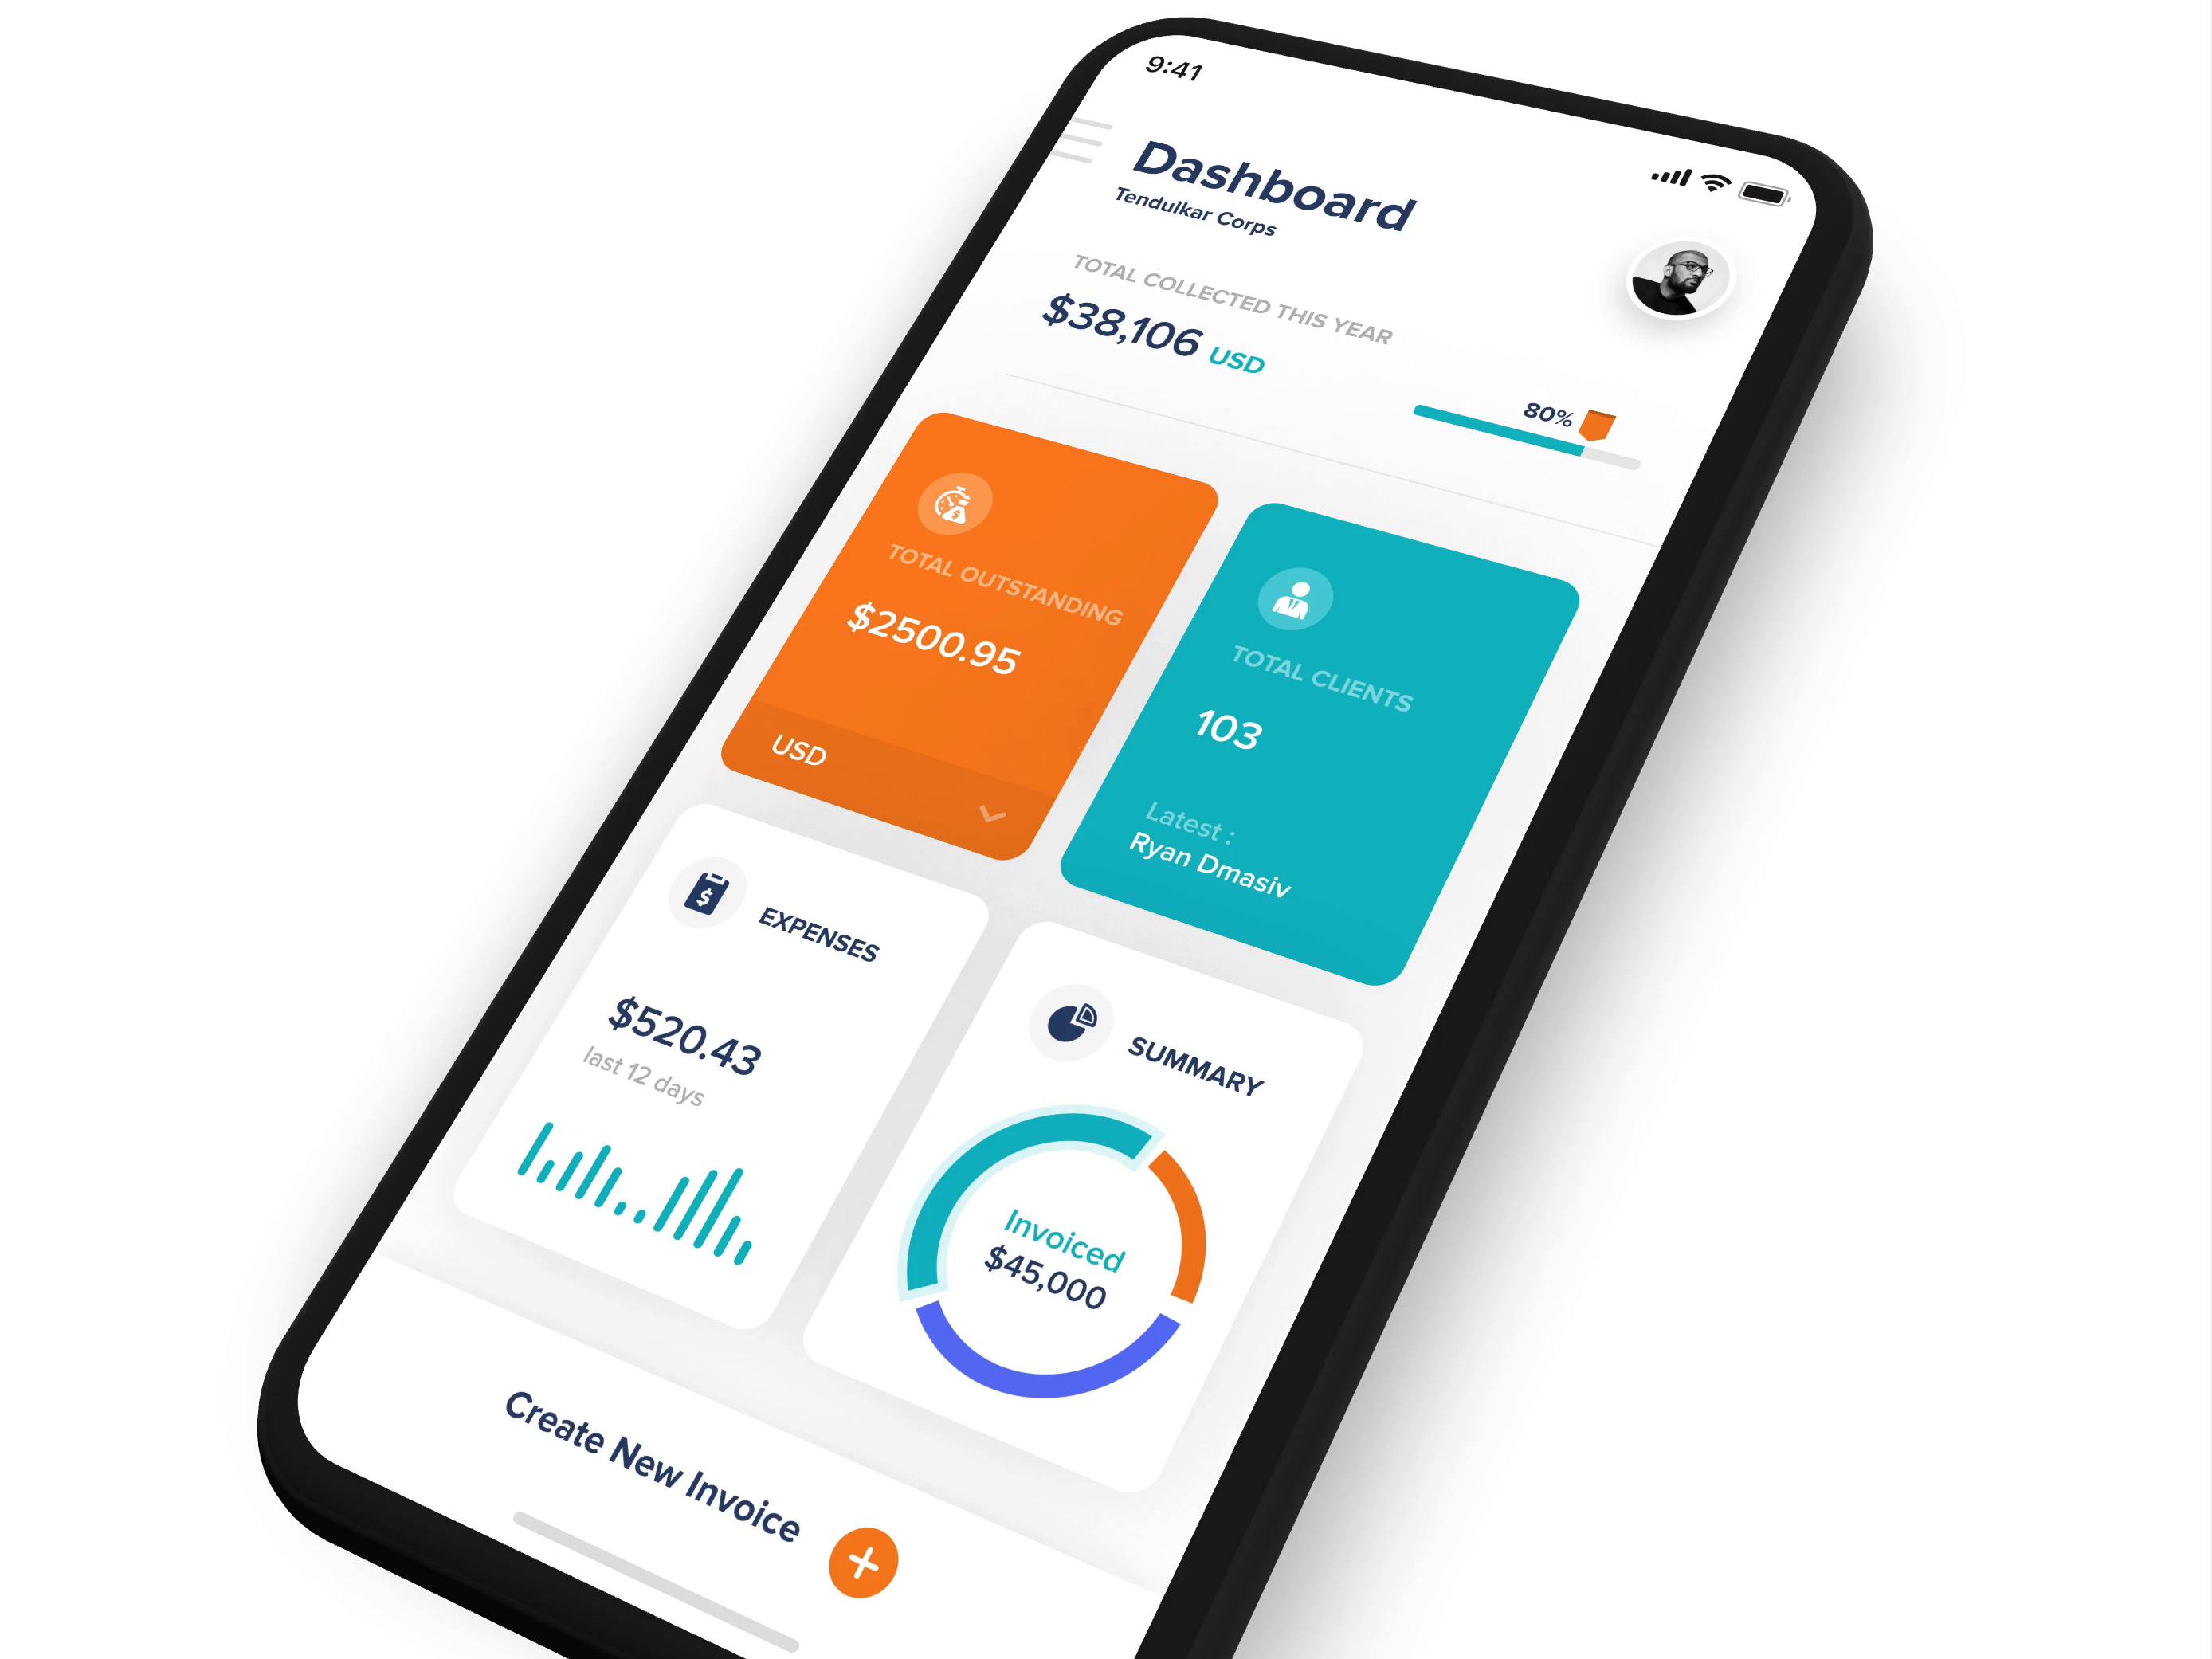 9:41
Dashboard
Tendulkar Corps
TOTAL COLLECTED THIS YEAR
$38,106 USD
80%
TOTAL OUTSTANDING
$2500.95
USD
TOTAL CLIENTS
103
Latest :
Ryan Dmasiv
EXPENSES
$520.43
last 12 days
SUMMARY
Invoiced
$45,000
Create New Invoice